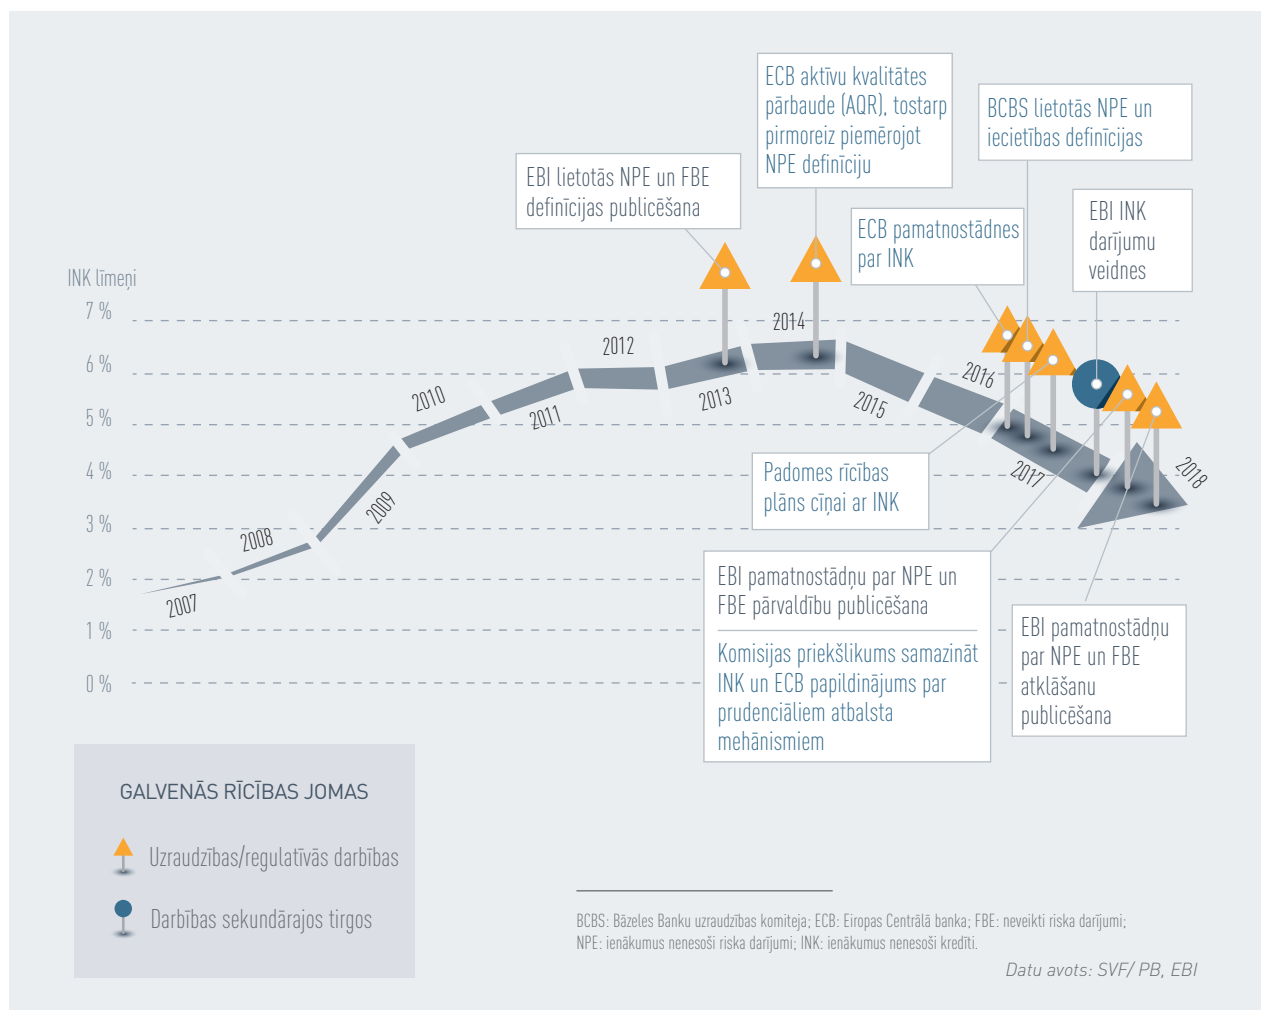 ECB aktīvu kvalitātes
pārbaude (AQR), tostarp
pirmoreiz piemērojot
NPE definīciju
BCBS lietotās NPE un
iecietības definīcijas
EBI lietotās NPE un FBE
definīcijas publicēšana
ECB pamatnostādnes
par INK
EBI INK
darījumu
veidnes
INK līmeņi
7 %
6 %
5 %
4 %
3 %
2 %
1 %
0 %
2007
2008
2009
2010
2011
2012
2013
2014
2015
2016
2017
2018
Padomes rīcības
plāns cīņai ar INK
EBI pamatnostādņu par NPE un
FBE pārvaldību publicēšana
Komisijas priekšlikums samazināt
INK un ECB papildinājums par
prudenciāliem atbalsta
mehānismiem
EBI pamatnostādņu
par NPE un FBE
atklāšanu
publicēšana
GALVENĀS RĪCĪBAS JOMAS
Uzraudzības/regulatīvās darbības
Darbības sekundārajos tirgos
BCBS: Bāzeles Banku uzraudzības komiteja; ECB: Eiropas Centrālā banka; FBE: neveikti riska darījumi;
NPE: ienākumus nenesoši riska darījumi; INK: ienākumus nenesoši kredīti.
Datu avots: SVF/ PB, EBI